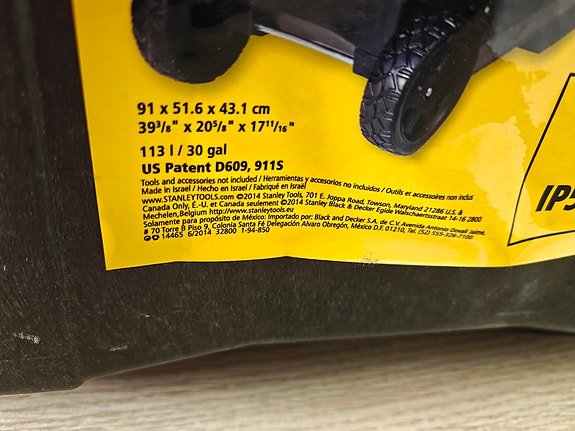 91 x 51.6 x 43.1 cm
39³/₈" x 20⁵/₈" x 17¹¹/₁₆"
113 l / 30 gal
US Patent D609, 911S
Tools and accessories not included / Herramientas y accesorios no incluidos / Outils et accessoires non inclus
Made in Israel / Hecho en Israel / Fabriqué en Israël
www.STANLEYTOOLS.com ©2014 Stanley Tools, 701 E. Joppa Road, Towson, Maryland 21286 U.S. &
Canada Only, E.-U. et Canada seulement ©2014 Stanley Black & Decker Egide Walschaertsstraat 14-16 2800
Mechelen,Belgium http://www.stanleytools.eu
Solamente para propósito de México: Importado por: Black and Decker S.A. de C.V. Avenida Antonio Dovali Jaime,
# 70 Torre B Piso 9, Colonia Santa Fé Delegación Alvaro Obregón, México D.F. 01210, Tel. (52) 555-326-7100
14465 6/2014 32800 1-94-850
IP5